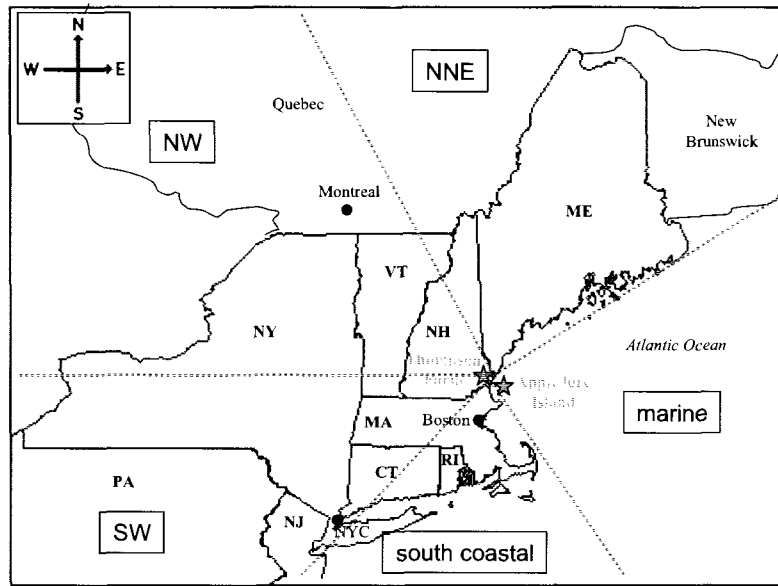 N
W E
S
NNE
Quebec
NW
New
Brunswick
Montreal
ME
VT
NY
NH
Atlantic Ocean
Island
marine
MA
Boston
CT
RI
PA
NJ
SW
NYC
south coastal